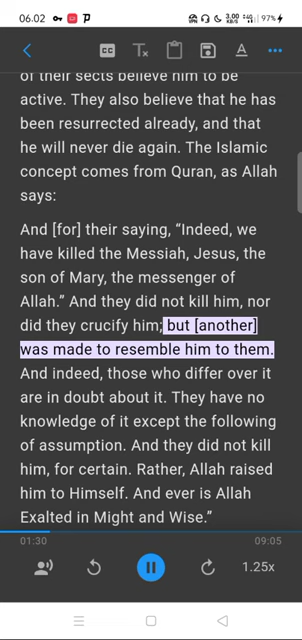 06.02
3,00
KB/S
97%
CC
of their sects believe him to be
active. They also believe that he has
been resurrected already, and that
he will never die again. The Islamic
concept comes from Quran, as Allah
says:
And [for] their saying, “Indeed, we
have killed the Messiah, Jesus, the
son of Mary, the messenger of
Allah.” And they did not kill him, nor
did they crucify him; but [another]
was made to resemble him to them.
And indeed, those who differ over it
are in doubt about it. They have no
knowledge of it except the following
of assumption. And they did not kill
him, for certain. Rather, Allah raised
him to Himself. And ever is Allah
Exalted in Might and Wise.”
01:30
09:05
1.25x